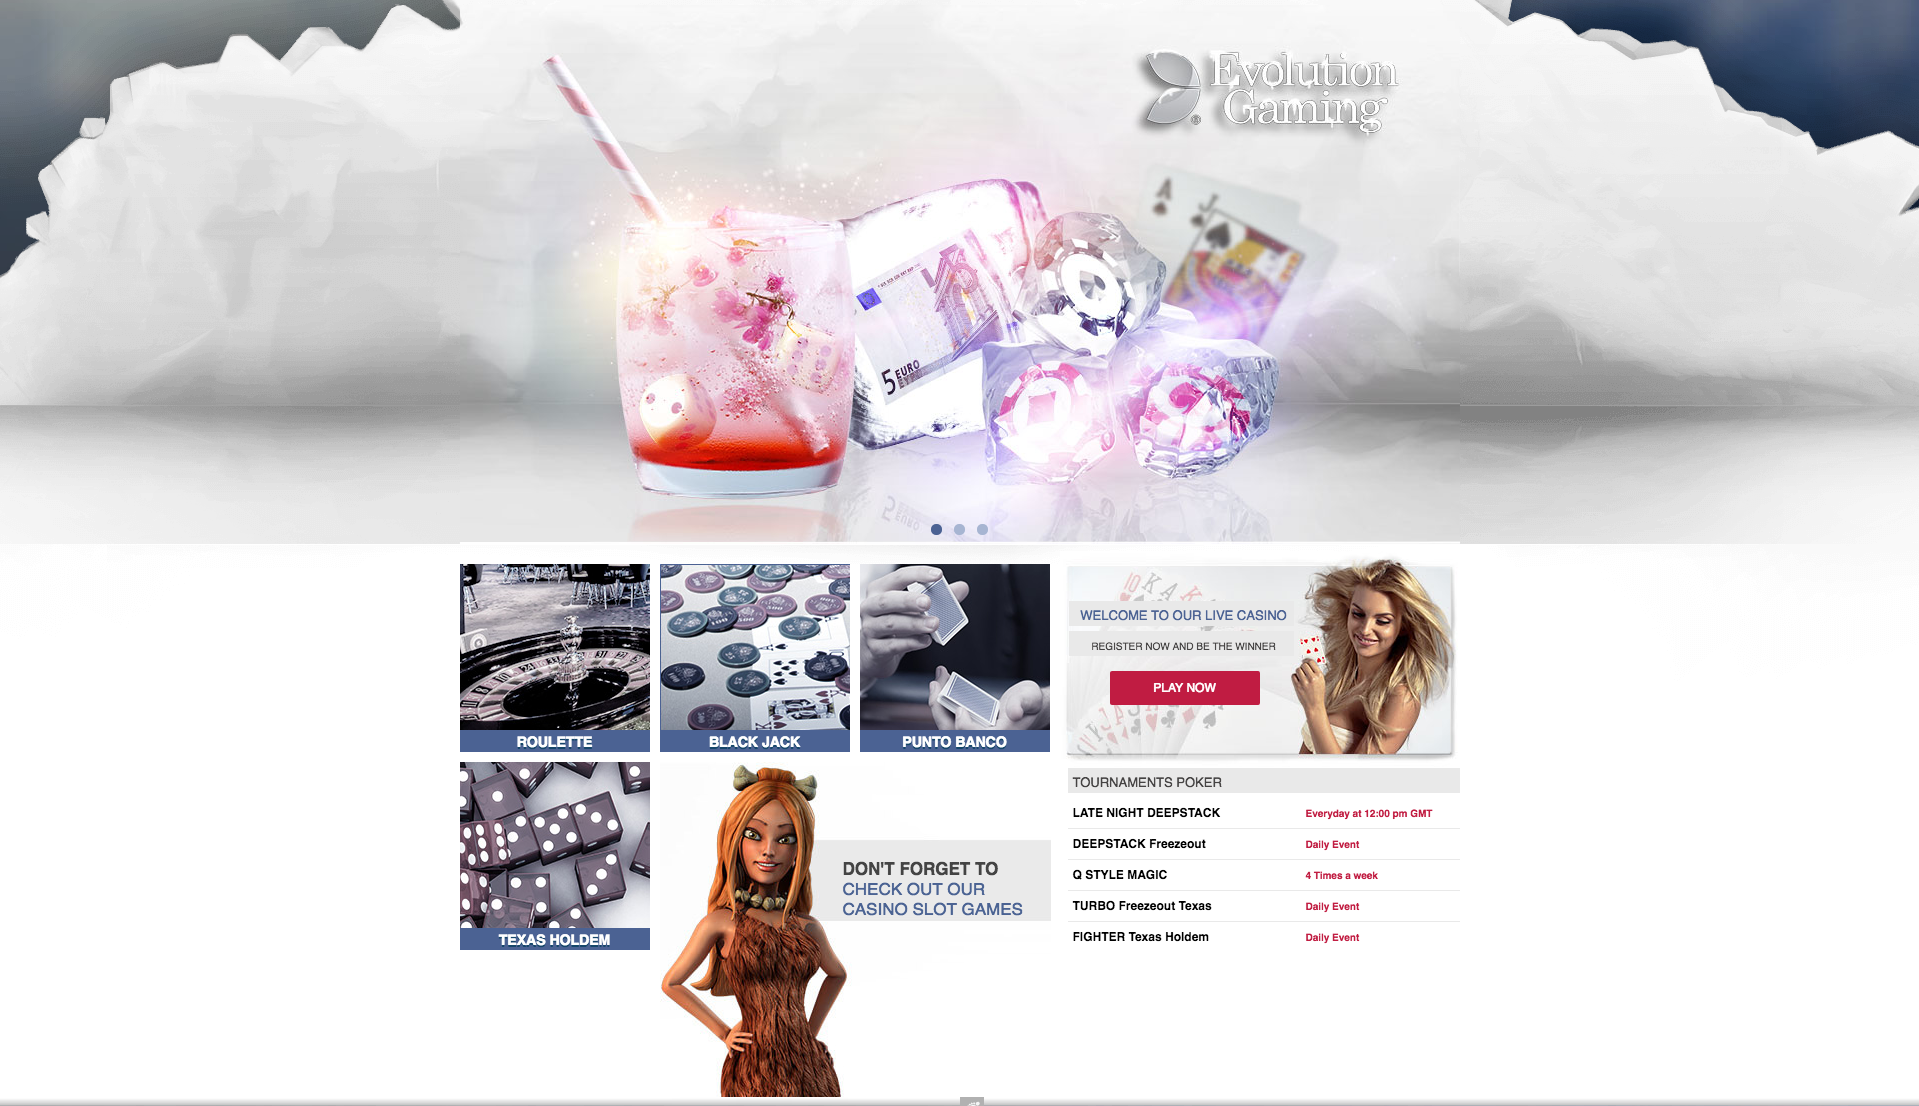 Evolution
Gaming
®
A
J
5 EURO
ROULETTE
BLACK JACK
PUNTO BANCO
WELCOME TO OUR LIVE CASINO
REGISTER NOW AND BE THE WINNER
PLAY NOW
TEXAS HOLDEM
DON'T FORGET TO
CHECK OUT OUR
CASINO SLOT GAMES
TOURNAMENTS POKER
LATE NIGHT DEEPSTACK Everyday at 12:00 pm GMT
DEEPSTACK Freezeout Daily Event
Q STYLE MAGIC 4 Times a week
TURBO Freezeout Texas Daily Event
FIGHTER Texas Holdem Daily Event